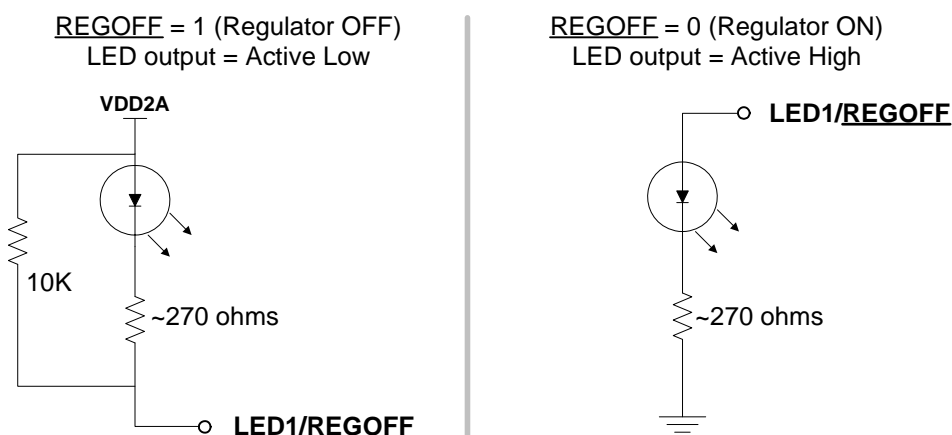 REGOFF = 1 (Regulator OFF)
LED output = Active Low
VDD2A
10K
~270 ohms
LED1/REGOFF
REGOFF = 0 (Regulator ON)
LED output = Active High
LED1/REGOFF
~270 ohms